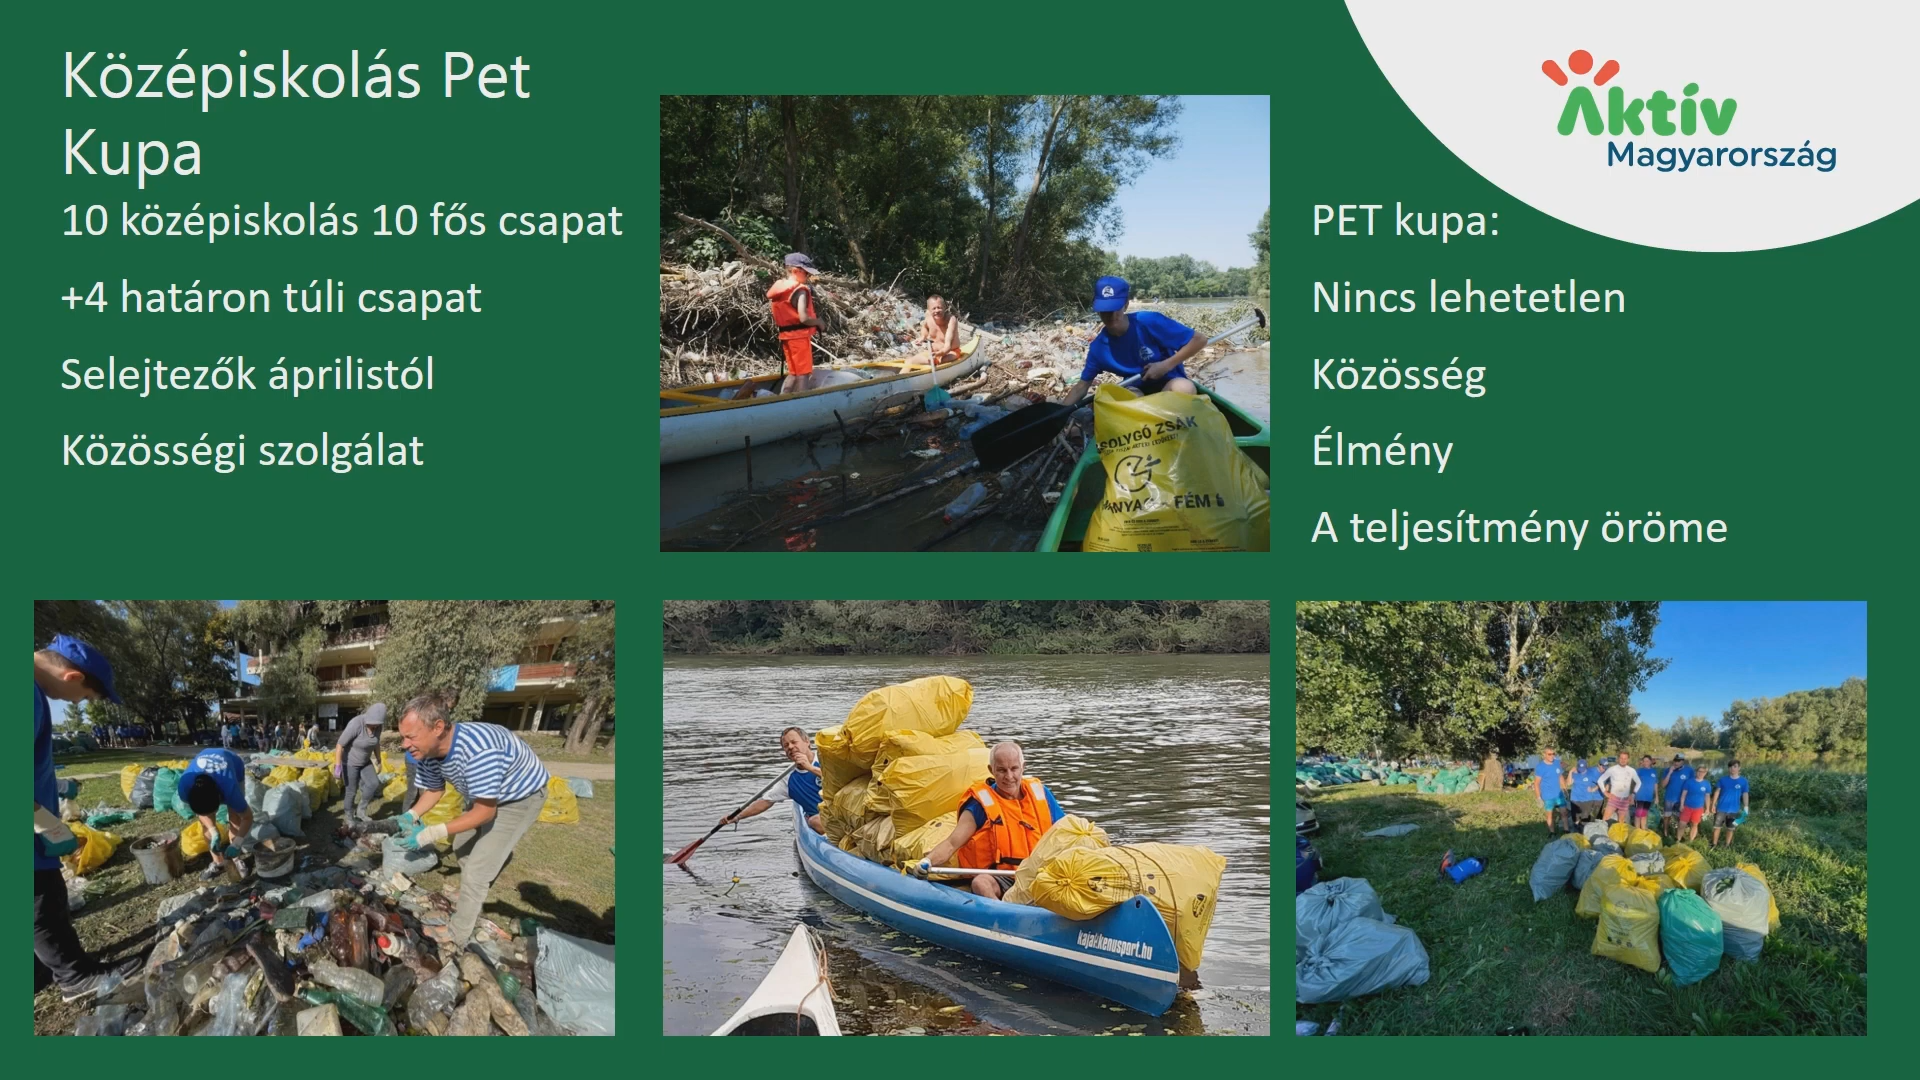 Középiskolás Pet
Kupa
10 középiskolás 10 fős csapat
+4 határon túli csapat
Selejtezők áprilistól
Közösségi szolgálat
Aktív
Magyarország
PET kupa:
Nincs lehetetlen
Közösség
Élmény
A teljesítmény öröme
SOLYGÓ ZSÁK
FÉM
kajakkenusport.hu